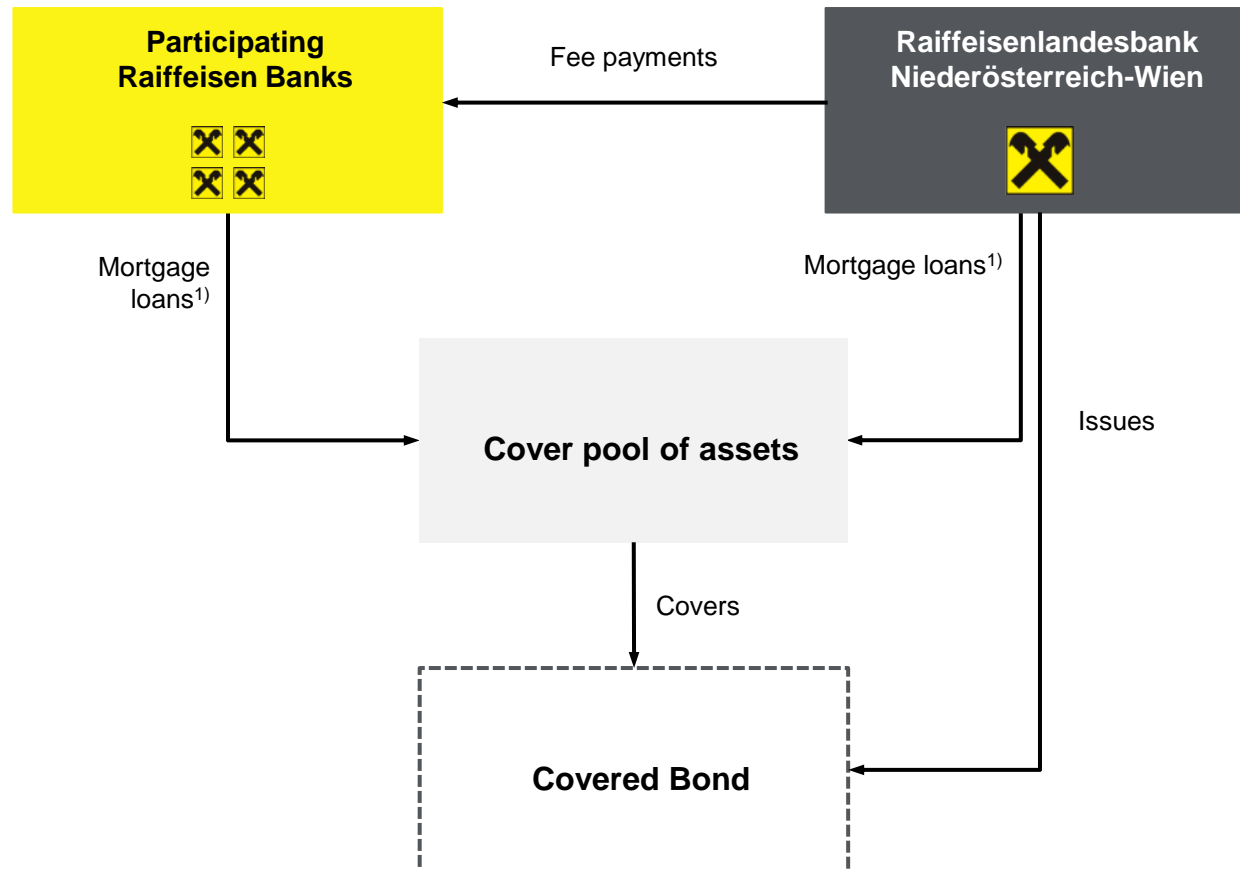 Participating
Raiffeisen Banks
Fee payments
Raiffeisenlandesbank
Niederösterreich-Wien
Mortgage
loans1)
Mortgage loans1)
Cover pool of assets
Issues
Covers
Covered Bond